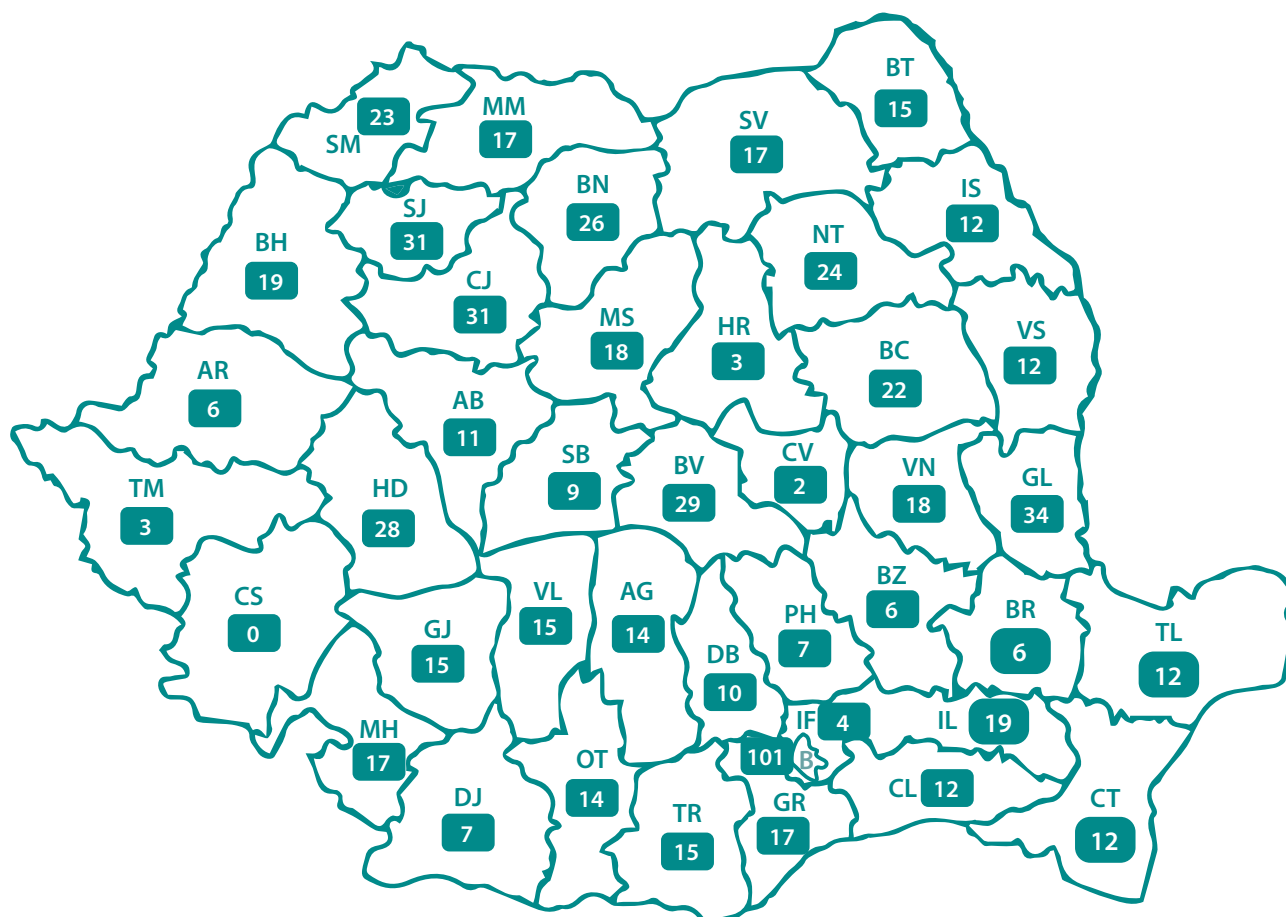 BT
15
23
SM
MM
17
SV
17
BN
26
IS
12
SJ
31
NT
24
BH
19
CJ
31
MS
18
HR
3
VS
12
BC
22
AR
6
AB
11
SB
9
BV
29
CV
2
VN
18
GL
34
TM
3
HD
28
CS
0
GJ
15
VL
15
AG
14
BZ
6
PH
7
BR
6
TL
12
DB
10
MH
17
IF
4
IL
19
101
B
OT
14
DJ
7
TR
15
GR
17
CL
12
CT
12